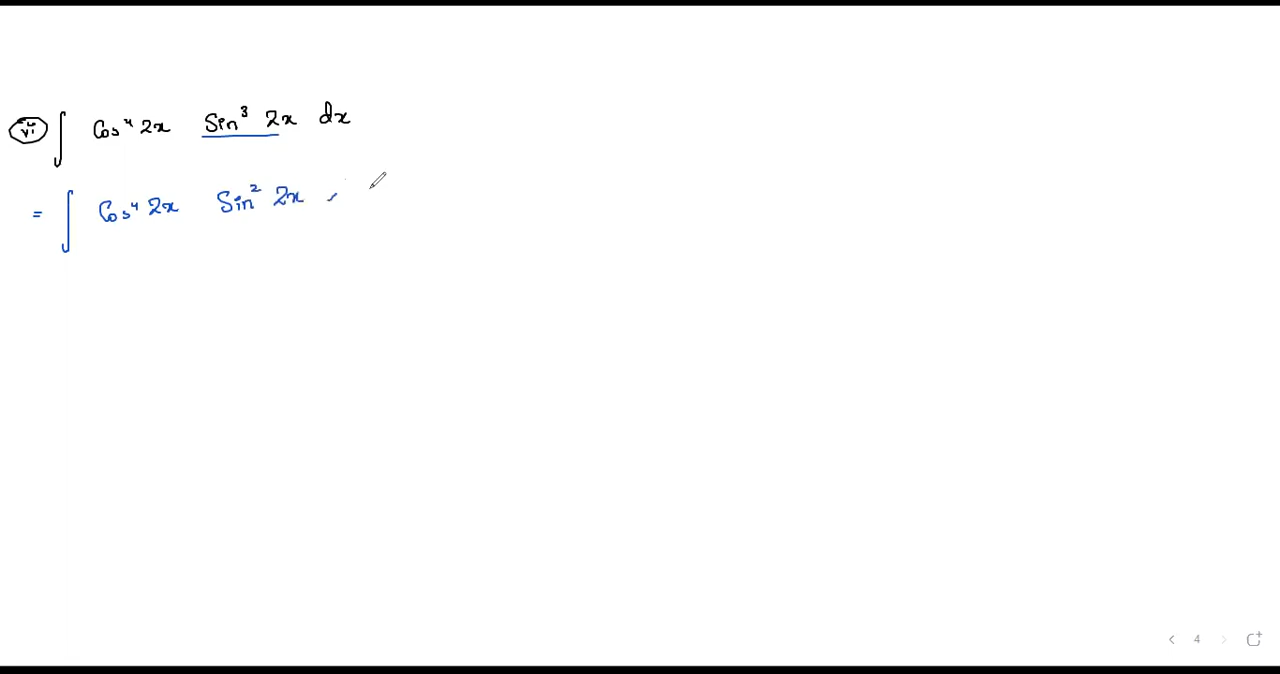 vi ∫ Cos⁴ 2x Sin³ 2x dx
= ∫ Cos⁴ 2x Sin² 2x
4